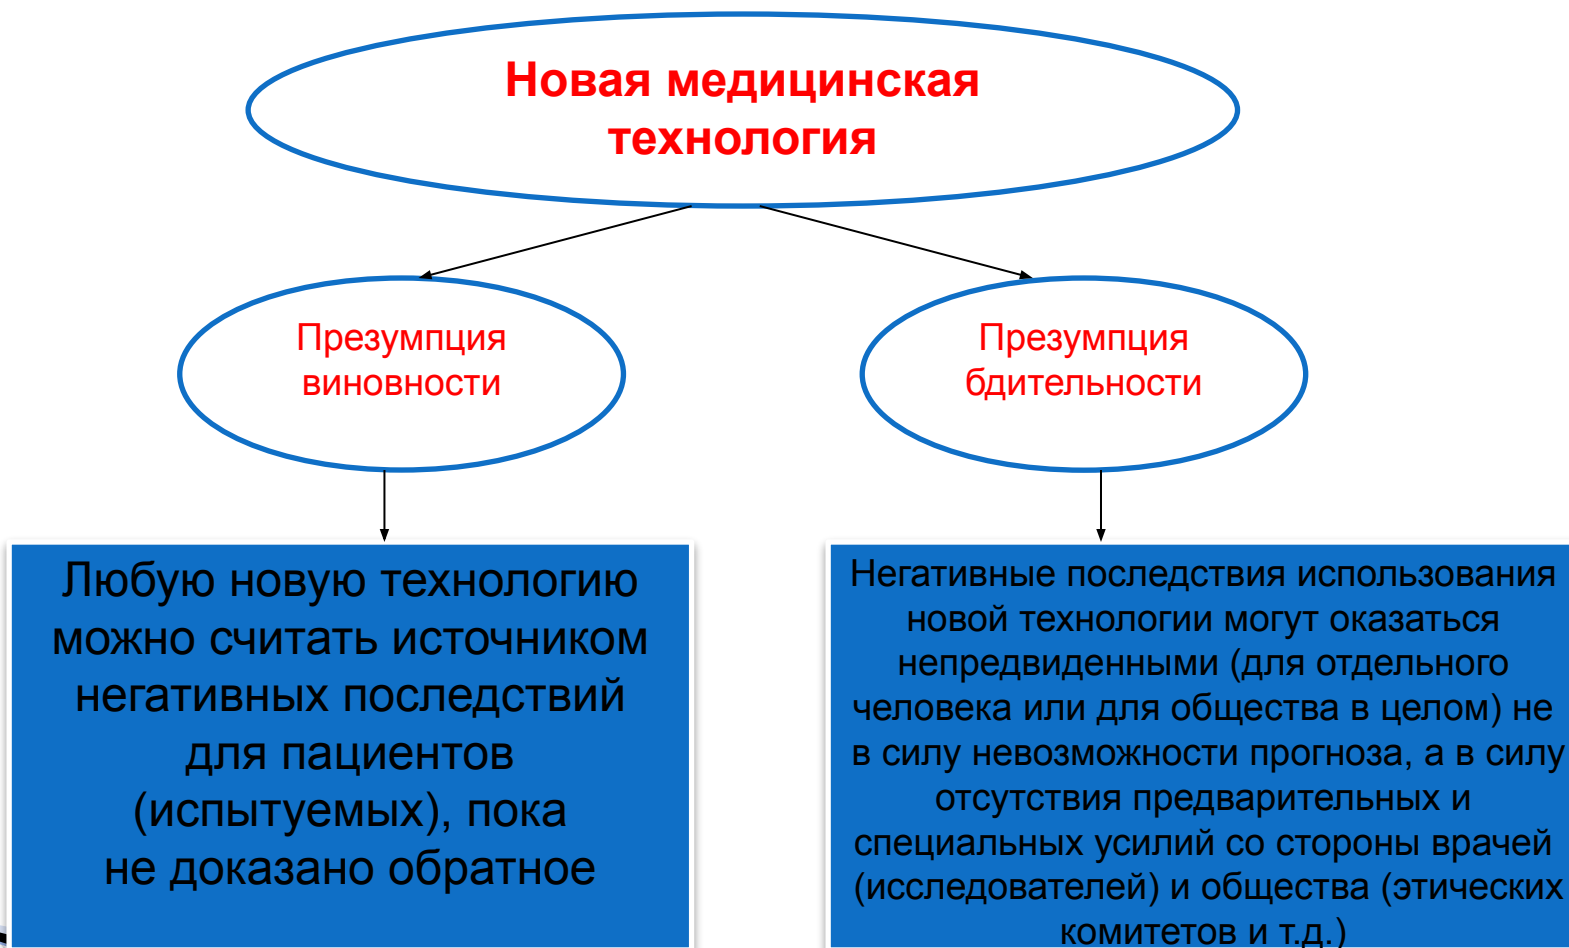 Новая медицинская
технология
Презумпция
виновности
Презумпция
бдительности
Любую новую технологию
можно считать источником
негативных последствий
для пациентов
(испытуемых), пока
не доказано обратное
Негативные последствия использования
новой технологии могут оказаться
непредвиденными (для отдельного
человека или для общества в целом) не
в силу невозможности прогноза, а в силу
отсутствия предварительных и
специальных усилий со стороны врачей
(исследователей) и общества (этических
комитетов и т.д.)